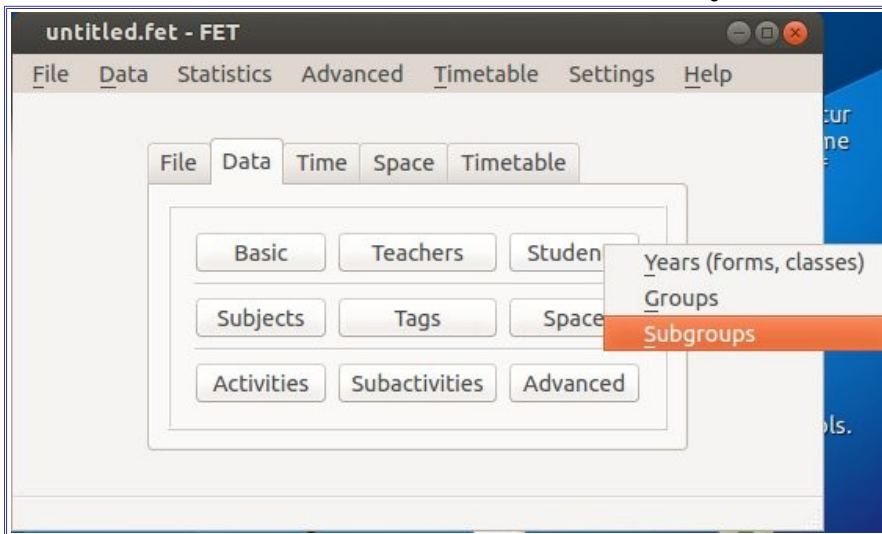 untitled.fet - FET
File Data Statistics Advanced Timetable Settings Help
File Data Time Space Timetable
Basic Teachers Studen
Years (forms, classes)
Groups
Subgroups
Subjects Tags Space
Activities Subactivities Advanced